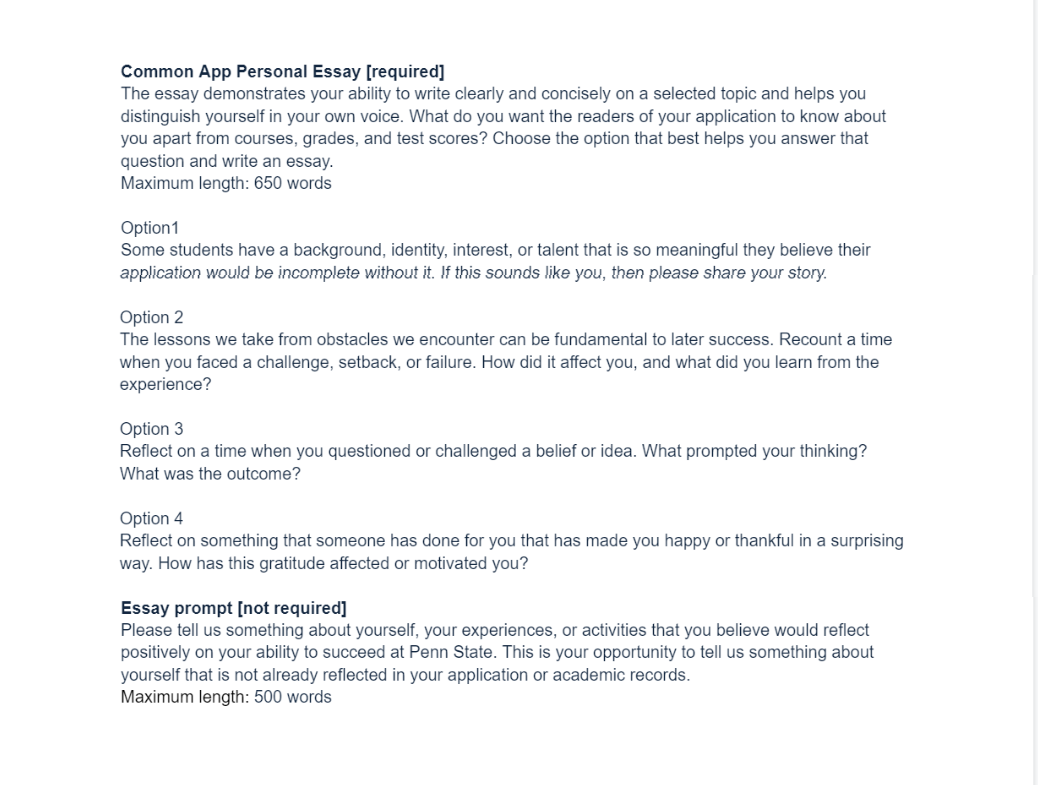 Common App Personal Essay [required]
The essay demonstrates your ability to write clearly and concisely on a selected topic and helps you
distinguish yourself in your own voice. What do you want the readers of your application to know about
you apart from courses, grades, and test scores? Choose the option that best helps you answer that
question and write an essay.
Maximum length: 650 words
Option1
Some students have a background, identity, interest, or talent that is so meaningful they believe their
application would be incomplete without it. If this sounds like you, then please share your story.
Option 2
The lessons we take from obstacles we encounter can be fundamental to later success. Recount a time
when you faced a challenge, setback, or failure. How did it affect you, and what did you learn from the
experience?
Option 3
Reflect on a time when you questioned or challenged a belief or idea. What prompted your thinking?
What was the outcome?
Option 4
Reflect on something that someone has done for you that has made you happy or thankful in a surprising
way. How has this gratitude affected or motivated you?
Essay prompt [not required]
Please tell us something about yourself, your experiences, or activities that you believe would reflect
positively on your ability to succeed at Penn State. This is your opportunity to tell us something about
yourself that is not already reflected in your application or academic records.
Maximum length: 500 words